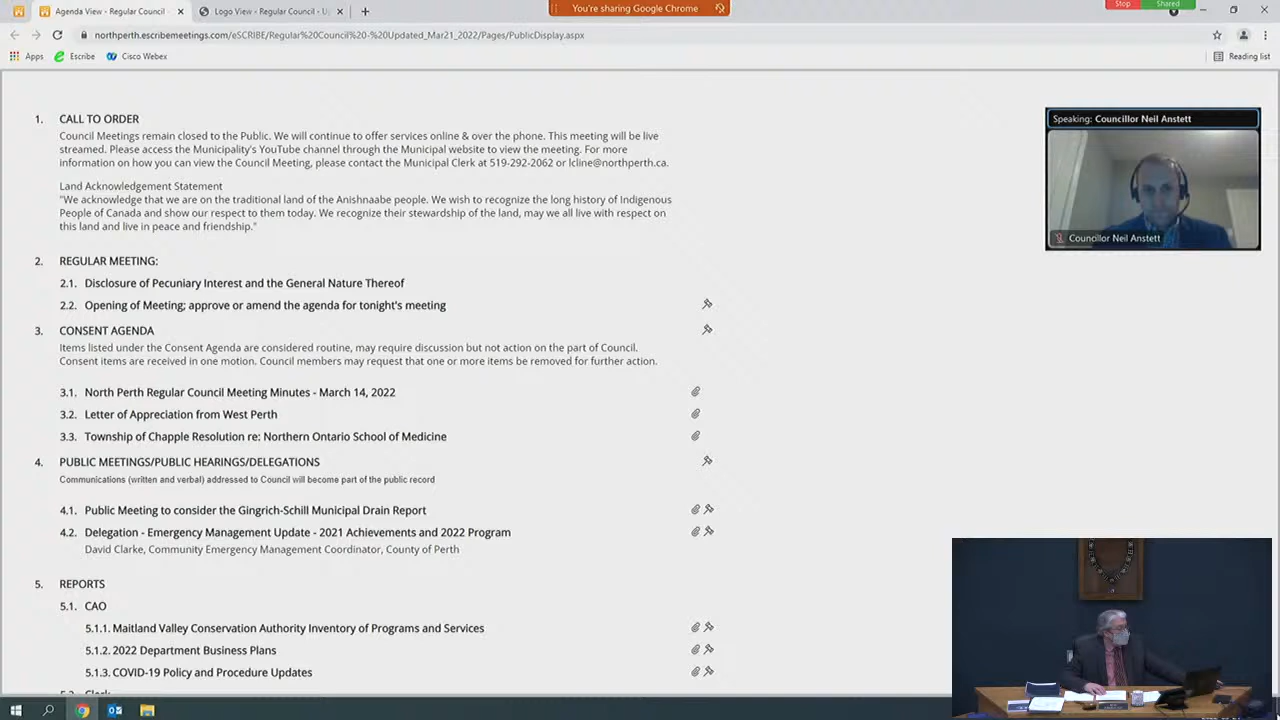 Agenda View - Regular Council -
Logo View - Regular Council - U
You're sharing Google Chrome
Stop
Shared
northperth.escribemeetings.com/eSCRIBE/Regular%20Council%20-%20Updated_Mar21_2022/Pages/PublicDisplay.aspx
Apps
Escribe
Cisco Webex
Reading list
1. CALL TO ORDER
Council Meetings remain closed to the Public. We will continue to offer services online & over the phone. This meeting will be live
streamed. Please access the Municipality's YouTube channel through the Municipal website to view the meeting. For more
information on how you can view the Council Meeting, please contact the Municipal Clerk at 519-292-2062 or lcline@northperth.ca.
Land Acknowledgement Statement
"We acknowledge that we are on the traditional land of the Anishnaabe people. We wish to recognize the long history of Indigenous
People of Canada and show our respect to them today. We recognize their stewardship of the land, may we all live with respect on
this land and live in peace and friendship."
2. REGULAR MEETING:
2.1. Disclosure of Pecuniary Interest and the General Nature Thereof
2.2. Opening of Meeting; approve or amend the agenda for tonight's meeting
3. CONSENT AGENDA
Items listed under the Consent Agenda are considered routine, may require discussion but not action on the part of Council.
Consent items are received in one motion. Council members may request that one or more items be removed for further action.
3.1. North Perth Regular Council Meeting Minutes - March 14, 2022
3.2. Letter of Appreciation from West Perth
3.3. Township of Chapple Resolution re: Northern Ontario School of Medicine
4. PUBLIC MEETINGS/PUBLIC HEARINGS/DELEGATIONS
Communications (written and verbal) addressed to Council will become part of the public record
4.1. Public Meeting to consider the Gingrich-Schill Municipal Drain Report
4.2. Delegation - Emergency Management Update - 2021 Achievements and 2022 Program
David Clarke, Community Emergency Management Coordinator, County of Perth
5. REPORTS
5.1. CAO
5.1.1. Maitland Valley Conservation Authority Inventory of Programs and Services
5.1.2. 2022 Department Business Plans
5.1.3. COVID-19 Policy and Procedure Updates
5.2. Clerk
Speaking: Councillor Neil Anstett
Councillor Neil Anstett